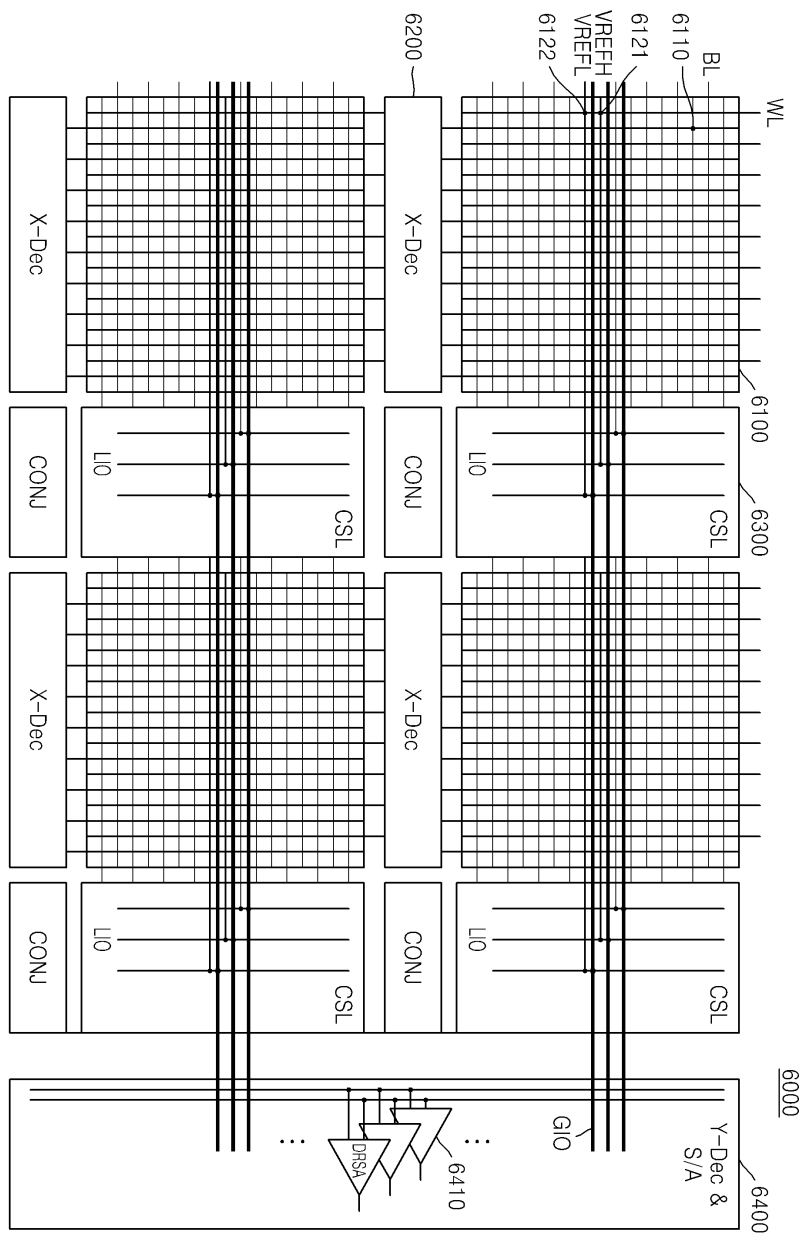 6000
WL
6100
6300
6400
BL
CSL
CSL
Y-Dec &
S/A
6110
6121
VREFH
VREFL
6122
GIO
LIO
LIO
...
6410
6200
X-Dec
CONJ
X-Dec
CONJ
DRSA
CSL
CSL
...
LIO
LIO
X-Dec
CONJ
X-Dec
CONJ